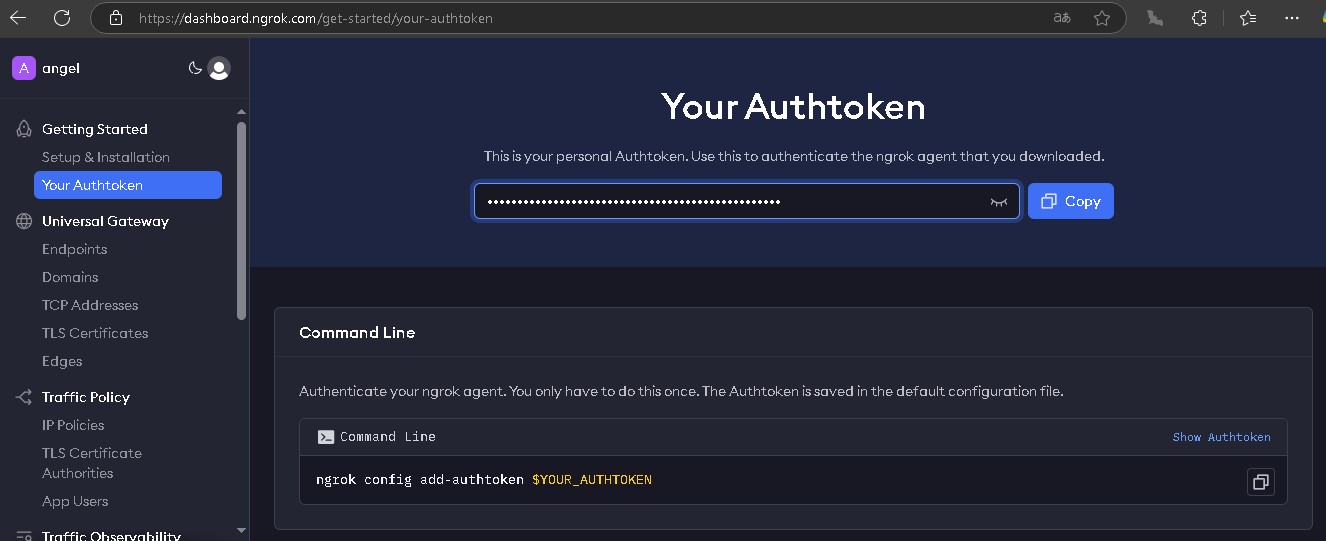 https://dashboard.ngrok.com/get-started/your-authtoken
aあ
A angel
Getting Started
Setup & Installation
Your Authtoken
Universal Gateway
Endpoints
Domains
TCP Addresses
TLS Certificates
Edges
Traffic Policy
IP Policies
TLS Certificate
Authorities
App Users
Traffic Observability
Your Authtoken
This is your personal Authtoken. Use this to authenticate the ngrok agent that you downloaded.
•••••••••••••••••••••••••••••••••••••••••••••••••
Copy
Command Line
Authenticate your ngrok agent. You only have to do this once. The Authtoken is saved in the default configuration file.
Command Line
Show Authtoken
ngrok config add-authtoken $YOUR_AUTHTOKEN